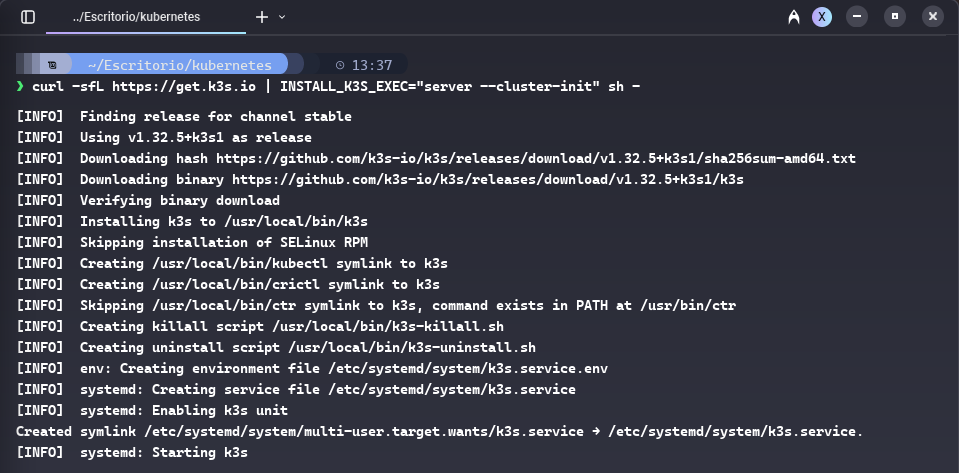 ../Escritorio/kubernetes
X
~/Escritorio/kubernetes 13:37
❯ curl -sfL https://get.k3s.io | INSTALL_K3S_EXEC="server --cluster-init" sh -
[INFO]  Finding release for channel stable
[INFO]  Using v1.32.5+k3s1 as release
[INFO]  Downloading hash https://github.com/k3s-io/k3s/releases/download/v1.32.5+k3s1/sha256sum-amd64.txt
[INFO]  Downloading binary https://github.com/k3s-io/k3s/releases/download/v1.32.5+k3s1/k3s
[INFO]  Verifying binary download
[INFO]  Installing k3s to /usr/local/bin/k3s
[INFO]  Skipping installation of SELinux RPM
[INFO]  Creating /usr/local/bin/kubectl symlink to k3s
[INFO]  Creating /usr/local/bin/crictl symlink to k3s
[INFO]  Skipping /usr/local/bin/ctr symlink to k3s, command exists in PATH at /usr/bin/ctr
[INFO]  Creating killall script /usr/local/bin/k3s-killall.sh
[INFO]  Creating uninstall script /usr/local/bin/k3s-uninstall.sh
[INFO]  env: Creating environment file /etc/systemd/system/k3s.service.env
[INFO]  systemd: Creating service file /etc/systemd/system/k3s.service
[INFO]  systemd: Enabling k3s unit
Created symlink /etc/systemd/system/multi-user.target.wants/k3s.service → /etc/systemd/system/k3s.service.
[INFO]  systemd: Starting k3s